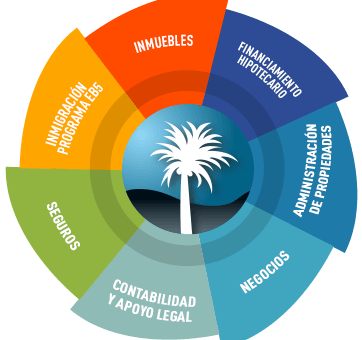 INMUEBLES
FINANCIAMIENTO
HIPOTECARIO
ADMINISTRACIÓN
DE PROPIEDADES
NEGOCIOS
CONTABILIDAD
Y APOYO LEGAL
SEGUROS
INMIGRACIÓN
PROGRAMA EB5